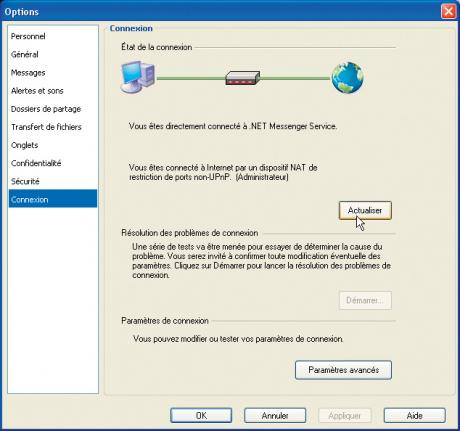 Options
Personnel
Général
Messages
Alertes et sons
Dossiers de partage
Transfert de fichiers
Onglets
Confidentialité
Sécurité
Connexion
Connexion
État de la connexion
Vous êtes directement connecté à .NET Messenger Service.
Vous êtes connecté à Internet par un dispositif NAT de
restriction de ports non-UPnP. (Administrateur)
Actualiser
Résolution des problèmes de connexion
Une série de tests va être menée pour essayer de déterminer la cause du
problème. Vous serez invité à confirmer toute modification éventuelle des
paramètres. Cliquez sur Démarrer pour lancer la résolution des problèmes de
connexion.
Démarrer...
Paramètres de connexion
Vous pouvez modifier ou tester vos paramètres de connexion.
Paramètres avancés
OK
Annuler
Appliquer
Aide